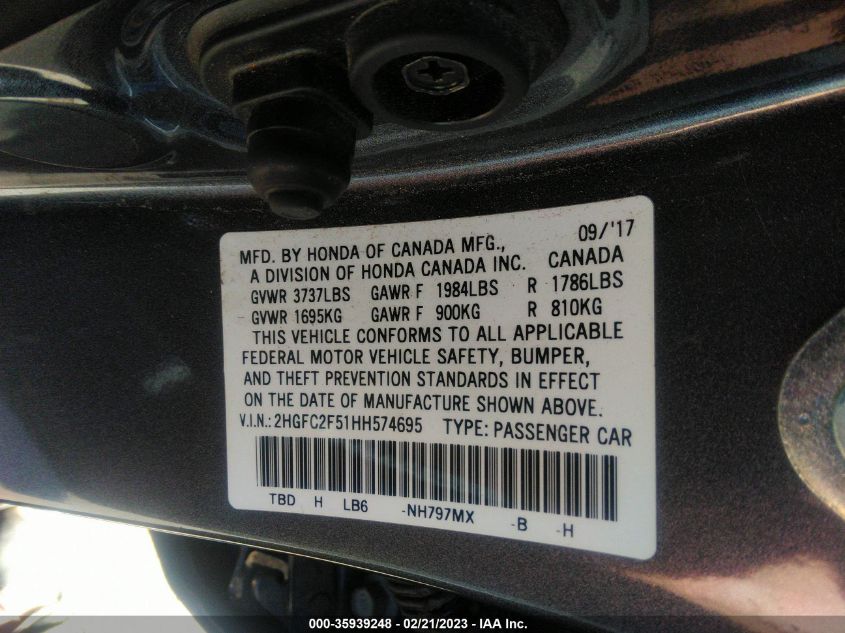 09/'17
MFD. BY HONDA OF CANADA MFG.,
A DIVISION OF HONDA CANADA INC. CANADA
GVWR 3737LBS GAWR F 1984LBS R 1786LBS
GVWR 1695KG GAWR F 900KG R 810KG
THIS VEHICLE CONFORMS TO ALL APPLICABLE
FEDERAL MOTOR VEHICLE SAFETY, BUMPER,
AND THEFT PREVENTION STANDARDS IN EFFECT
ON THE DATE OF MANUFACTURE SHOWN ABOVE.
V.I.N.: 2HGFC2F51HH574695 TYPE: PASSENGER CAR
TBD H LB6 -NH797MX -B -H
000-35939248 - 02/21/2023 - IAA Inc.